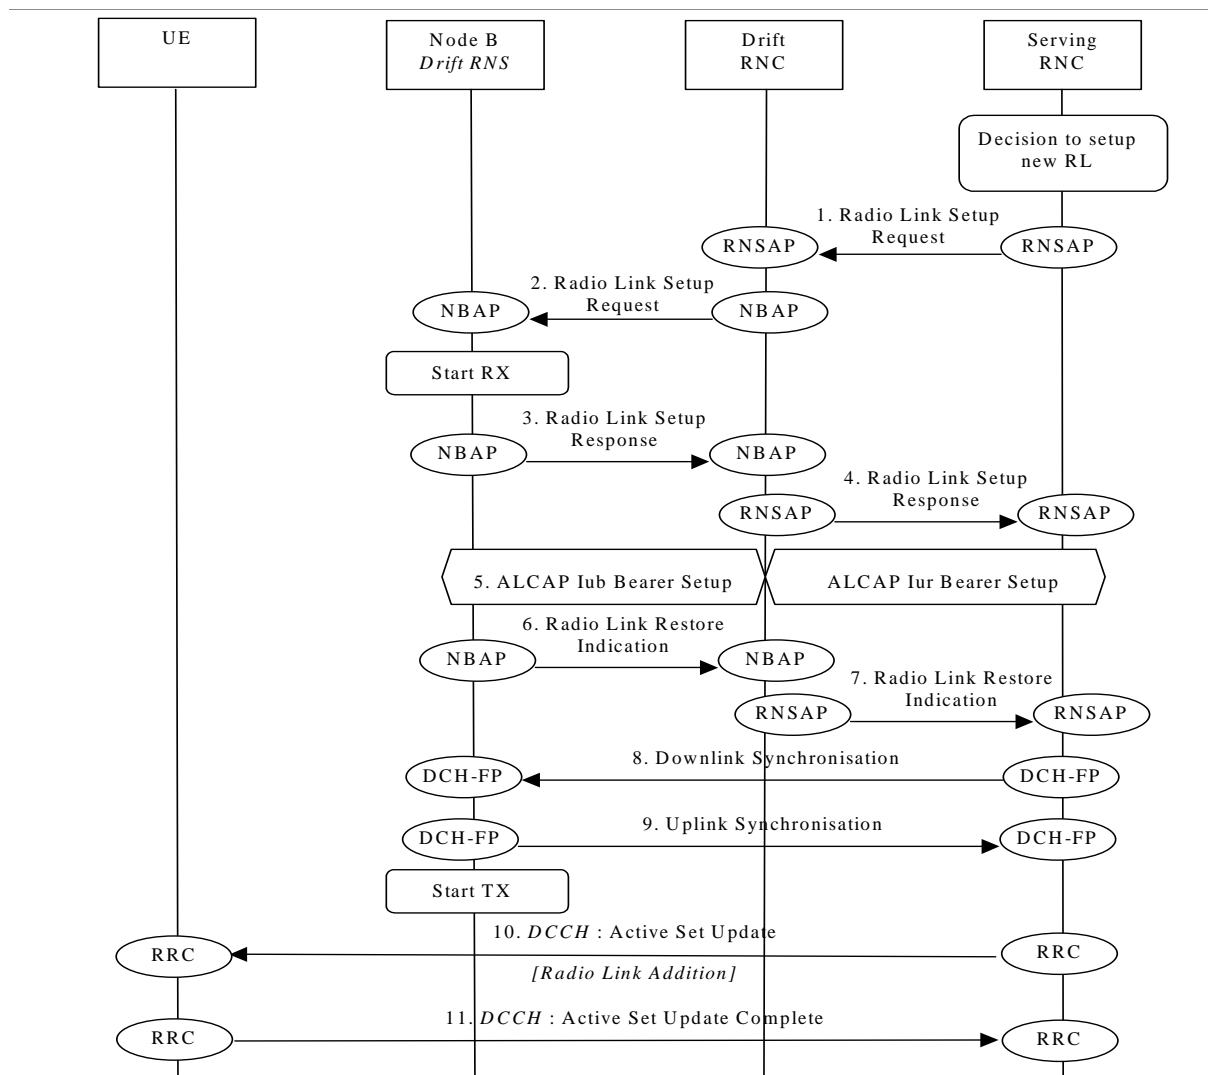 UE
Node B
Drift RNS
Drift
RNC
Serving
RNC
Decision to setup
new RL
1. Radio Link Setup
Request
RNSAP
RNSAP
2. Radio Link Setup
Request
NBAP
NBAP
Start RX
3. Radio Link Setup
Response
NBAP
NBAP
4. Radio Link Setup
Response
RNSAP
RNSAP
5. ALCAP Iub Bearer Setup
ALCAP Iur Bearer Setup
6. Radio Link Restore
Indication
NBAP
NBAP
7. Radio Link Restore
Indication
RNSAP
RNSAP
8. Downlink Synchronisation
DCH-FP
DCH-FP
9. Uplink Synchronisation
DCH-FP
DCH-FP
Start TX
10. DCCH : Active Set Update
RRC
RRC
[Radio Link Addition]
11. DCCH : Active Set Update Complete
RRC
RRC